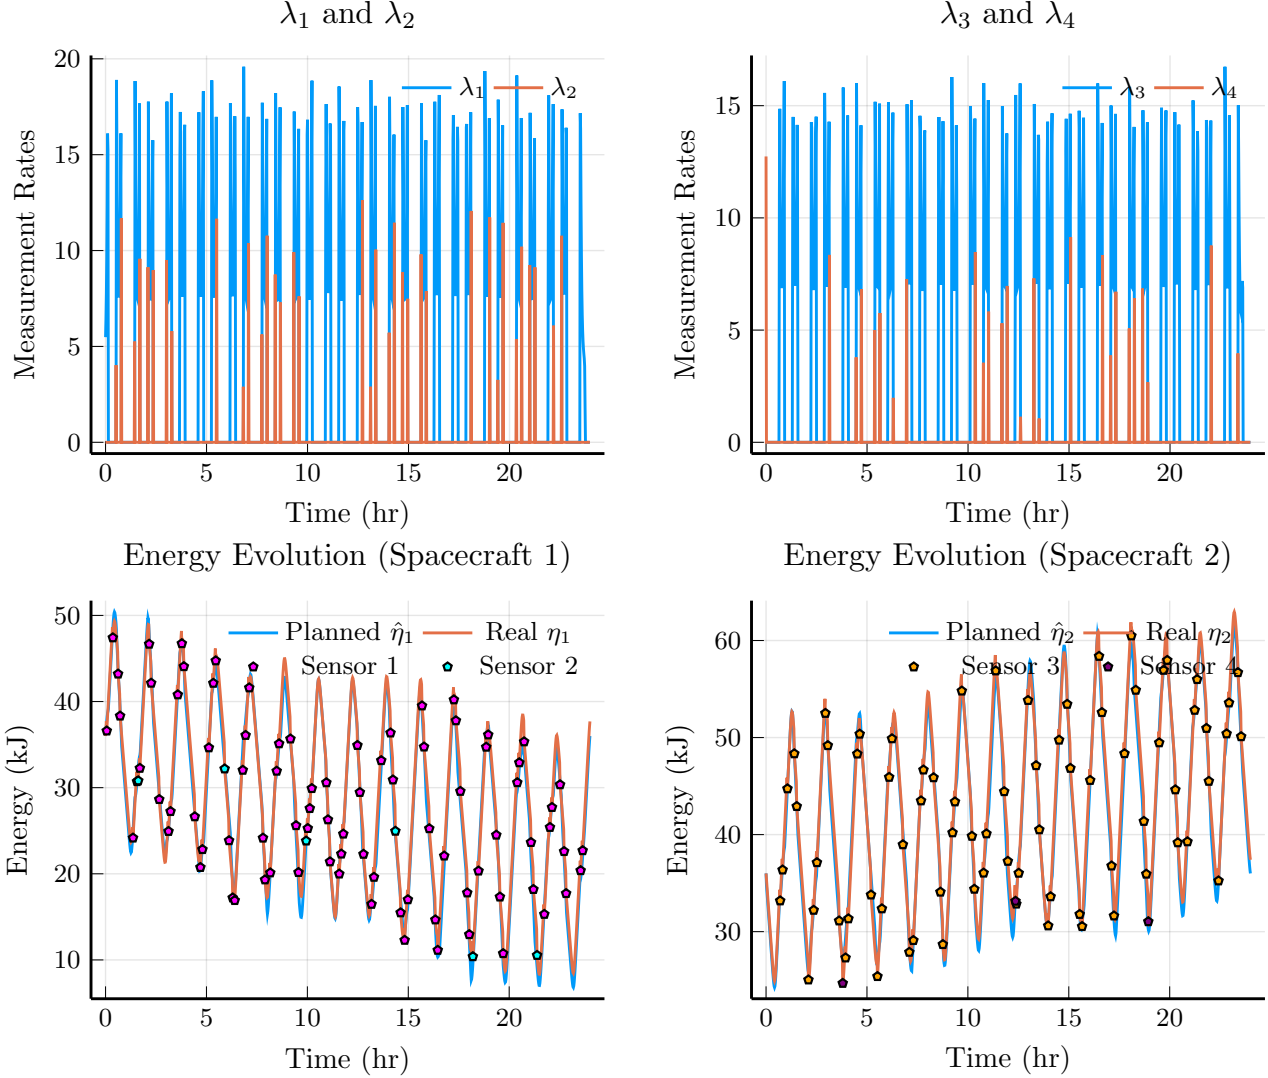 λ₁ and λ₂
Measurement Rates
20
15
10
5
0
λ₁
λ₂
0 5 10 15 20
Time (hr)
λ₃ and λ₄
Measurement Rates
15
10
5
0
λ₃
λ₄
0 5 10 15 20
Time (hr)
Energy Evolution (Spacecraft 1)
Energy (kJ)
50
40
30
20
10
Planned η̂₁
Real η₁
Sensor 1
Sensor 2
0 5 10 15 20
Time (hr)
Energy Evolution (Spacecraft 2)
Energy (kJ)
60
50
40
30
Planned η̂₂
Real η₂
Sensor 3
Sensor 4
0 5 10 15 20
Time (hr)